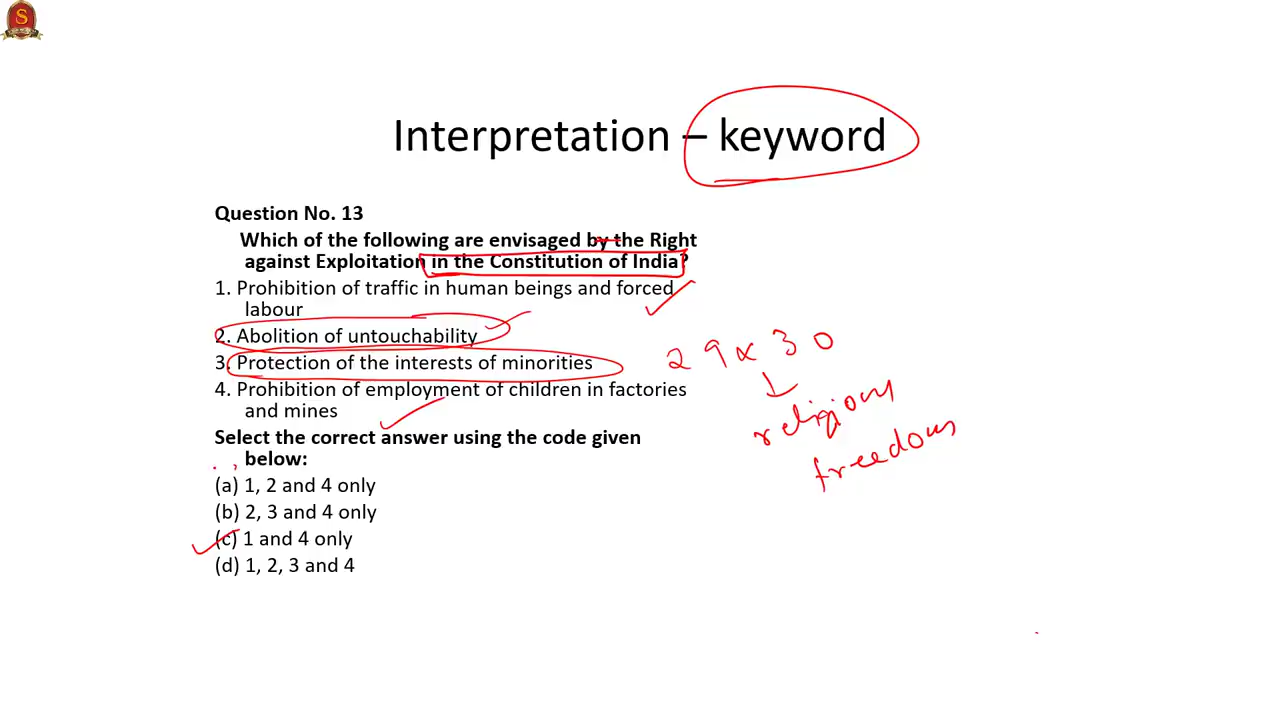 S
Interpretation – keyword
Question No. 13
Which of the following are envisaged by the Right
against Exploitation in the Constitution of India?
1. Prohibition of traffic in human beings and forced
labour
2. Abolition of untouchability
3. Protection of the interests of minorities
29 & 30
4. Prohibition of employment of children in factories
and mines
religious
freedom
Select the correct answer using the code given
below:
(a) 1, 2 and 4 only
(b) 2, 3 and 4 only
(c) 1 and 4 only
(d) 1, 2, 3 and 4